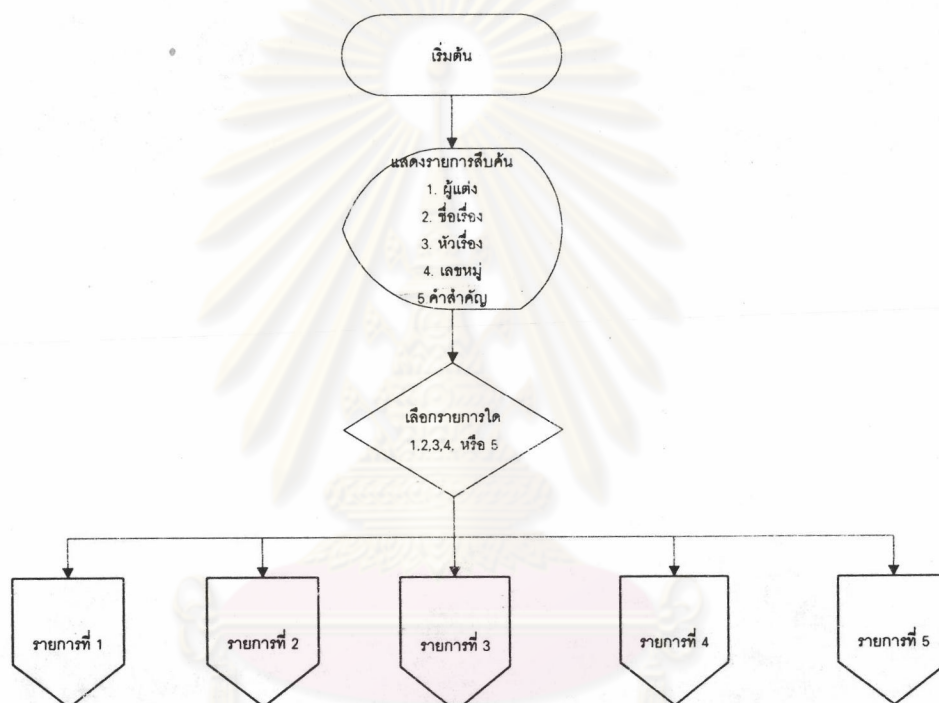 เริ่มต้น
แสดงรายการสืบค้น
1. ผู้แต่ง
2. ชื่อเรื่อง
3. หัวเรื่อง
4. เลขหมู่
5 คำสำคัญ
เลือกรายการใด
1,2,3,4, หรือ 5
รายการที่ 1
รายการที่ 2
รายการที่ 3
รายการที่ 4
รายการที่ 5